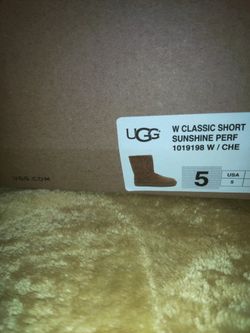 UGG
W CLASSIC SHORT
SUNSHINE PERF
1019198 W / CHE
5
USA
5
UGG.COM